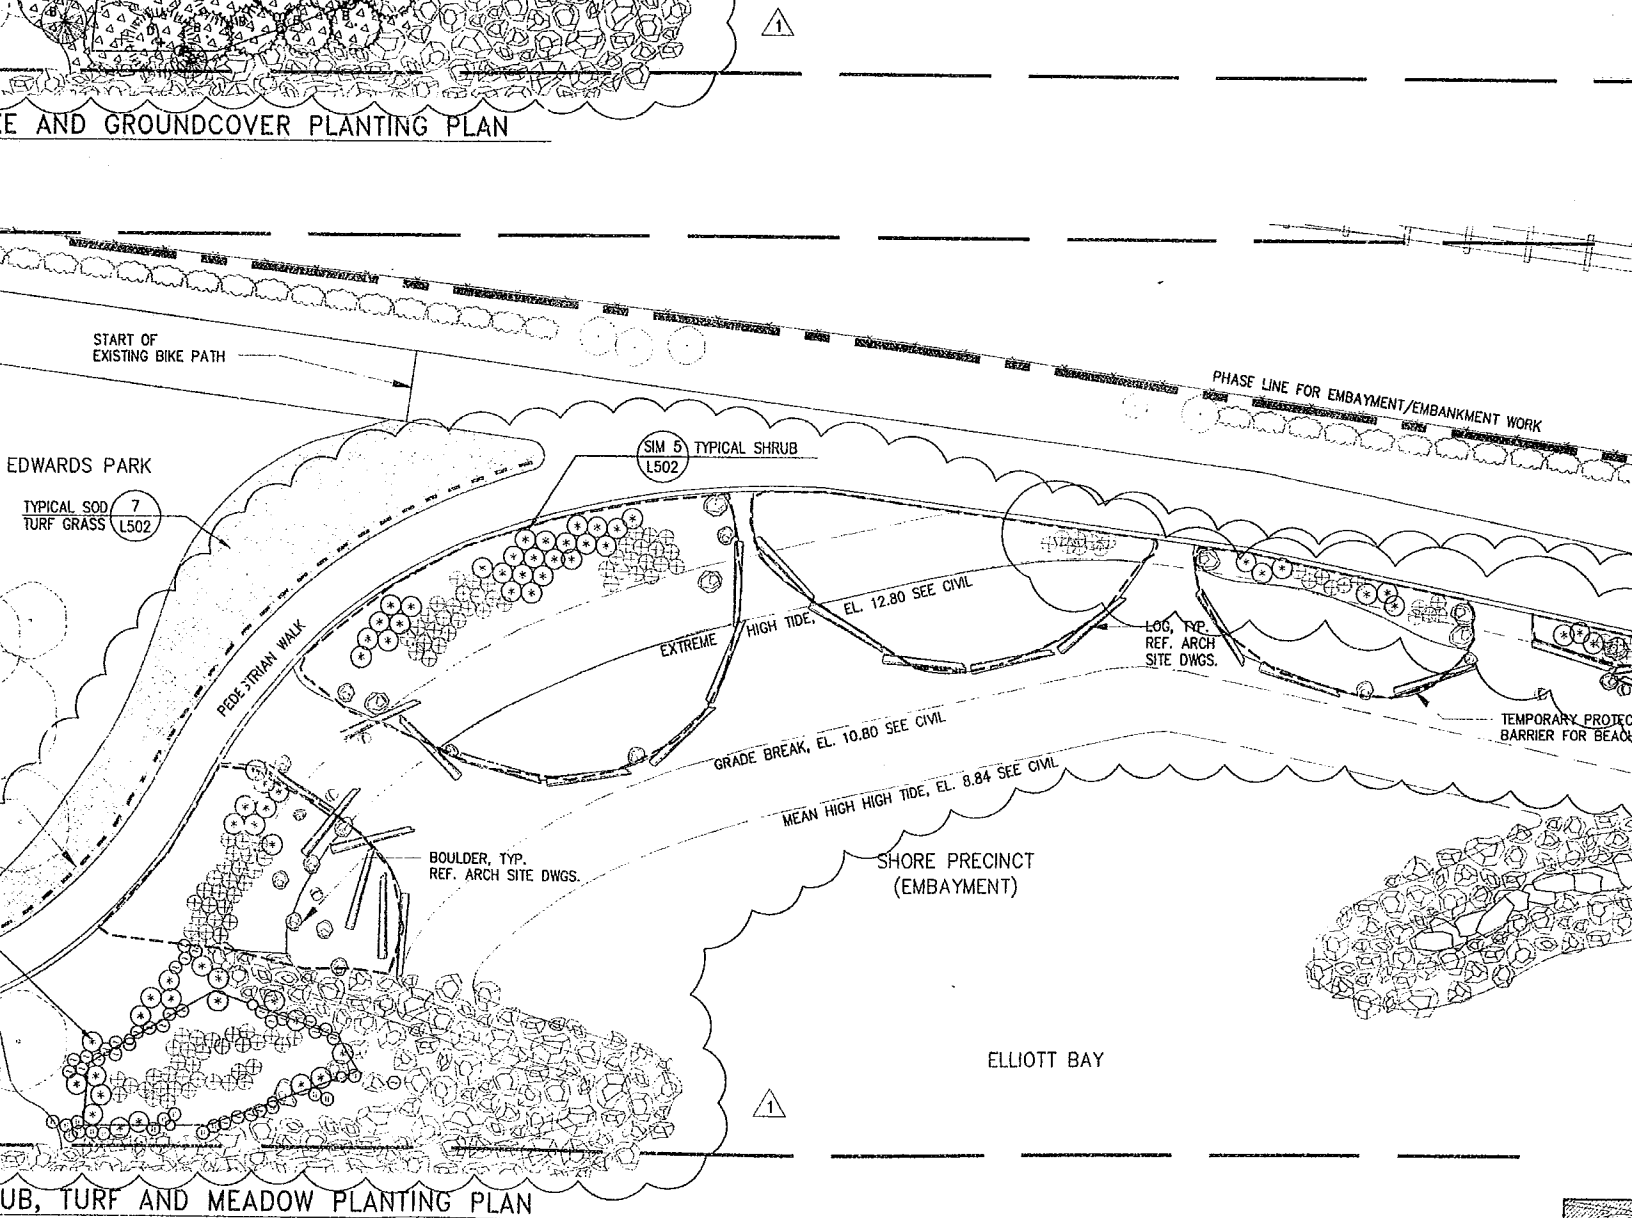 1
AND GROUNDCOVER PLANTING PLAN
START OF
EXISTING BIKE PATH
PHASE LINE FOR EMBAYMENT/EMBANKMENT WORK
EDWARDS PARK
SIM 5 TYPICAL SHRUB
L502
TYPICAL SOD 7
TURF GRASS L502
PEDESTRIAN WALK
EXTREME HIGH TIDE, EL. 12.80 SEE CIVIL
LOG, TYP.
REF. ARCH
SITE DWGS.
GRADE BREAK, EL. 10.80 SEE CIVIL
TEMPORARY
BARRIER FOR
MEAN HIGH HIGH TIDE, EL. 8.84 SEE CIVIL
BOULDER, TYP.
REF. ARCH SITE DWGS.
SHORE PRECINCT
(EMBAYMENT)
ELLIOTT BAY
1
TURF AND MEADOW PLANTING PLAN